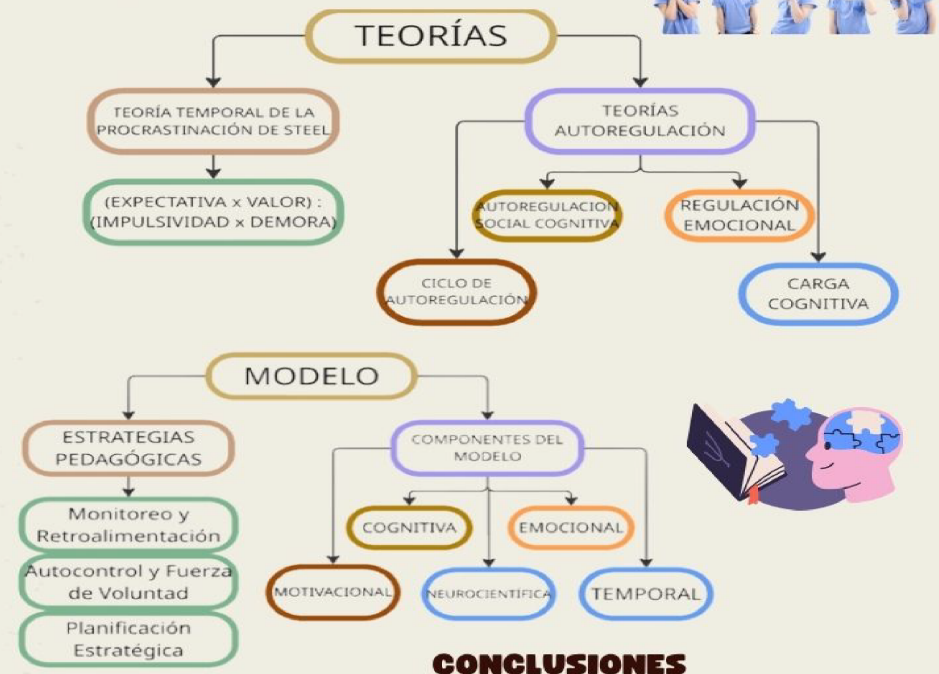 TEORÍAS
TEORÍA TEMPORAL DE LA
PROCRASTINACIÓN DE STEEL
(EXPECTATIVA x VALOR) :
(IMPULSIVIDAD x DEMORA)
TEORÍAS
AUTOREGULACIÓN
AUTOREGULACION
SOCIAL COGNITIVA
REGULACIÓN
EMOCIONAL
CICLO DE
AUTOREGULACIÓN
CARGA
COGNITIVA
MODELO
ESTRATEGIAS
PEDAGÓGICAS
Monitoreo y
Retroalimentación
Autocontrol y Fuerza
de Voluntad
Planificación
Estratégica
COMPONENTES DEL
MODELO
COGNITIVA
EMOCIONAL
MOTIVACIONAL
NEUROCIENTÍFICA
TEMPORAL
CONCLUSIONES